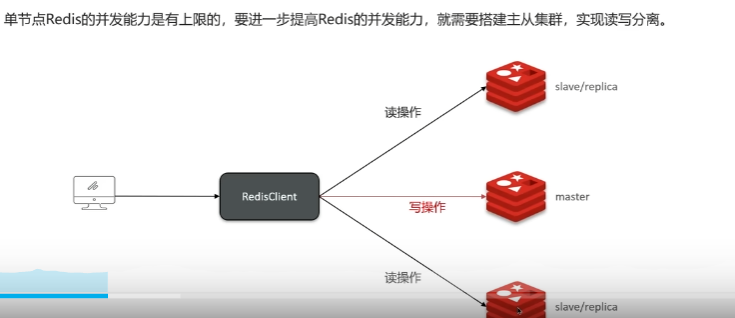 单节点Redis的并发能力是有上限的，要进一步提高Redis的并发能力，就需要搭建主从集群，实现读写分离。
slave/replica
读操作
RedisClient
master
写操作
读操作
slave/replica